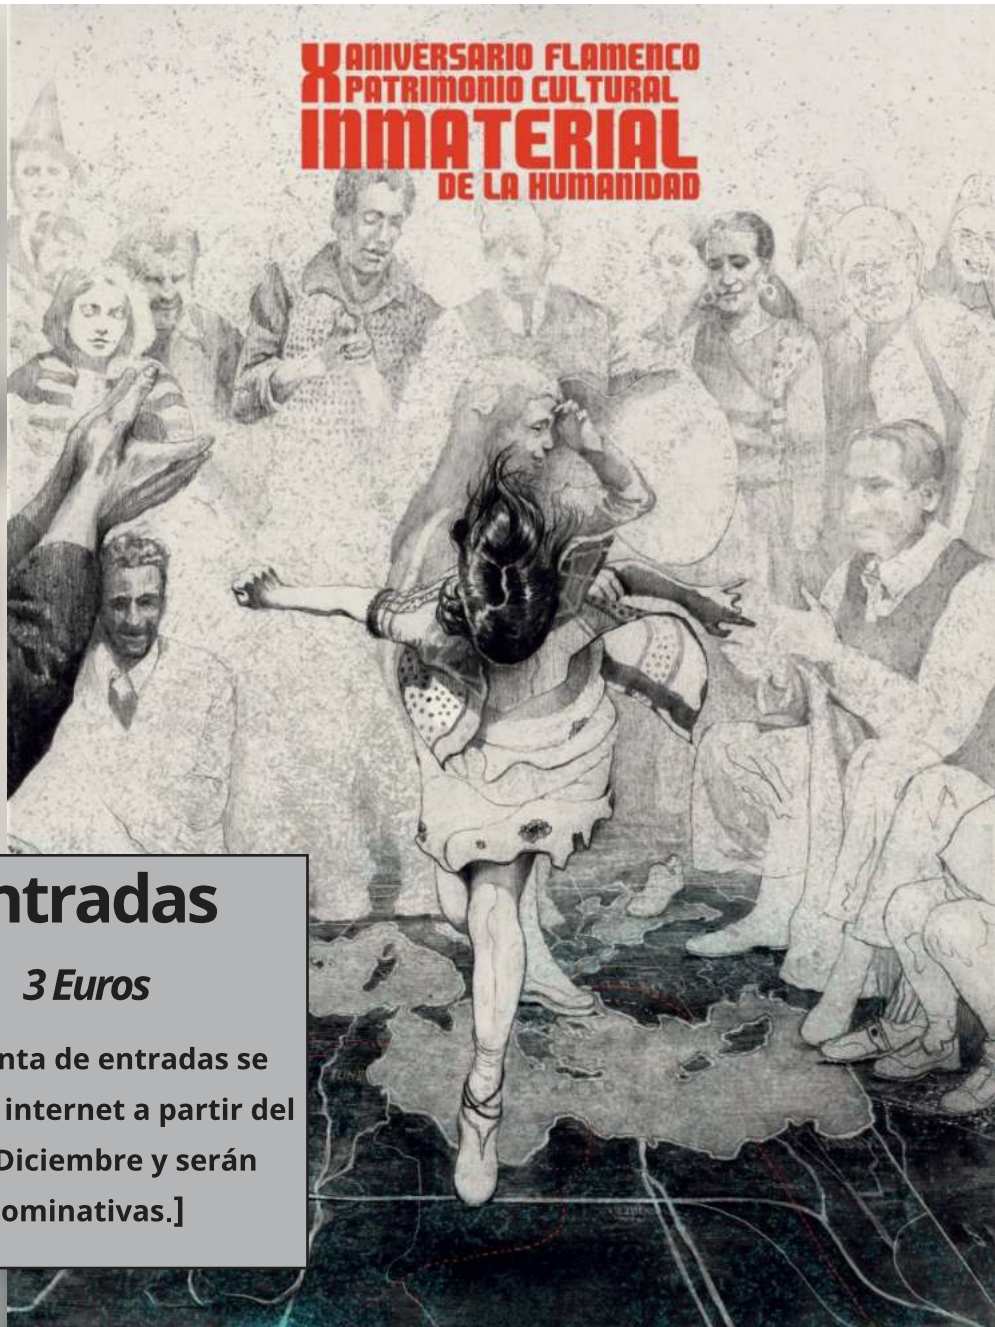 X ANIVERSARIO FLAMENCO
PATRIMONIO CULTURAL
INMATERIAL
DE LA HUMANIDAD
ntradas
3 Euros
nta de entradas se
internet a partir del
Diciembre y serán
ominativas.]